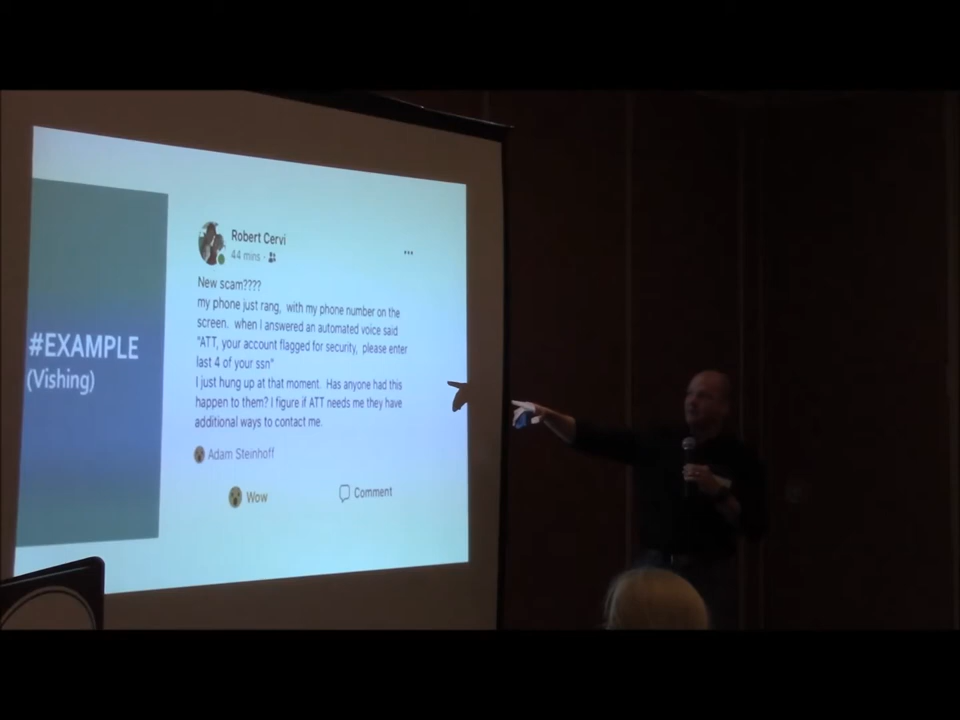 #EXAMPLE
(Vishing)
Robert Cervi
44 mins ·
New scam????
my phone just rang, with my phone number on the
screen. when I answered an automated voice said
"ATT, your account flagged for security, please enter
last 4 of your ssn"
I just hung up at that moment. Has anyone had this
happen to them? I figure if ATT needs me they have
additional ways to contact me.
Adam Steinhoff
Wow
Comment